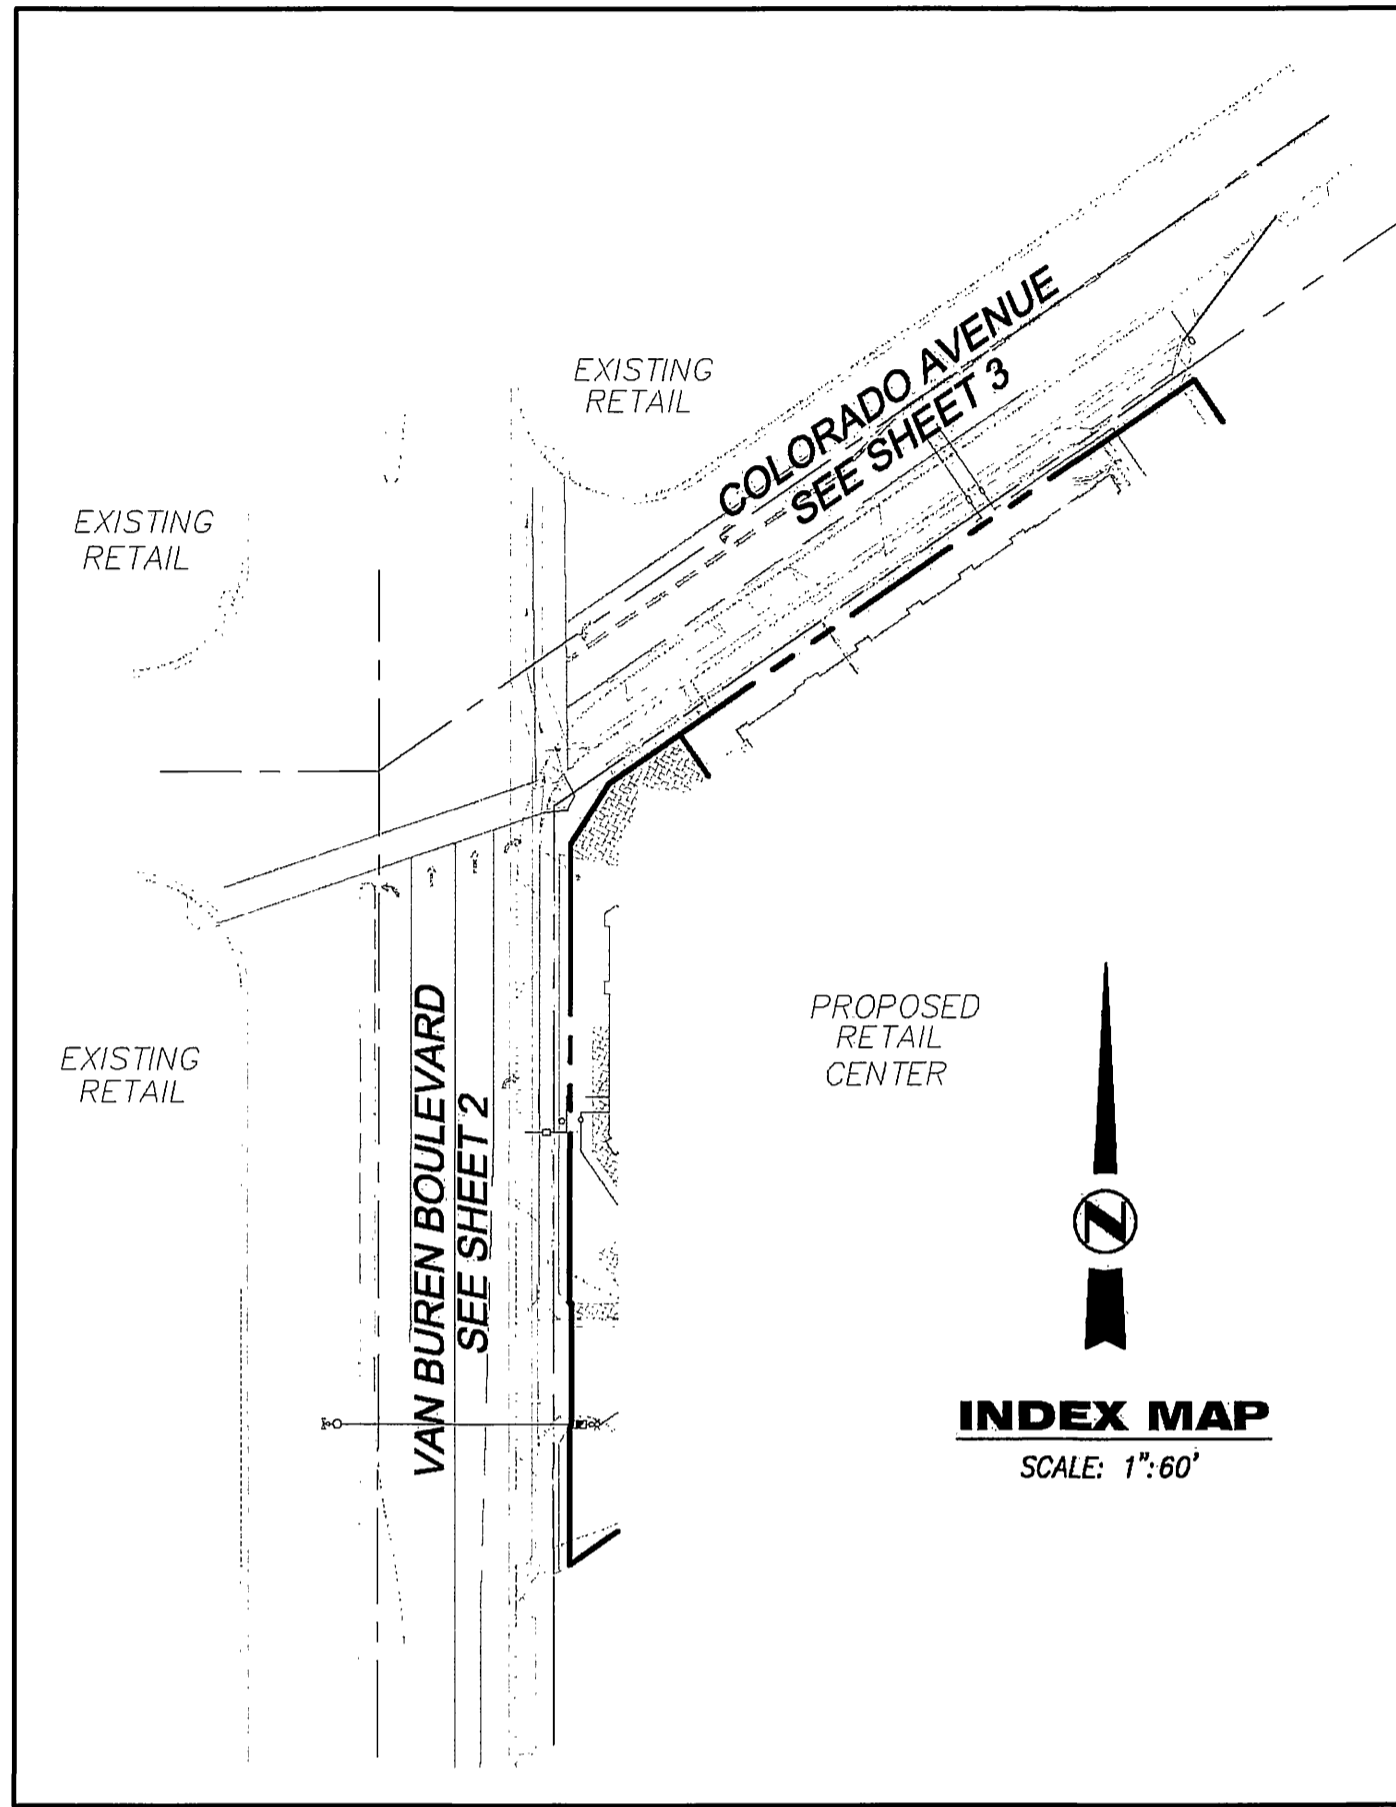 EXISTING
RETAIL
COLORADO AVENUE
SEE SHEET 3
EXISTING
RETAIL
EXISTING
RETAIL
VAN BUREN BOULEVARD
SEE SHEET 2
PROPOSED
RETAIL
CENTER
N
INDEX MAP
SCALE: 1":60'